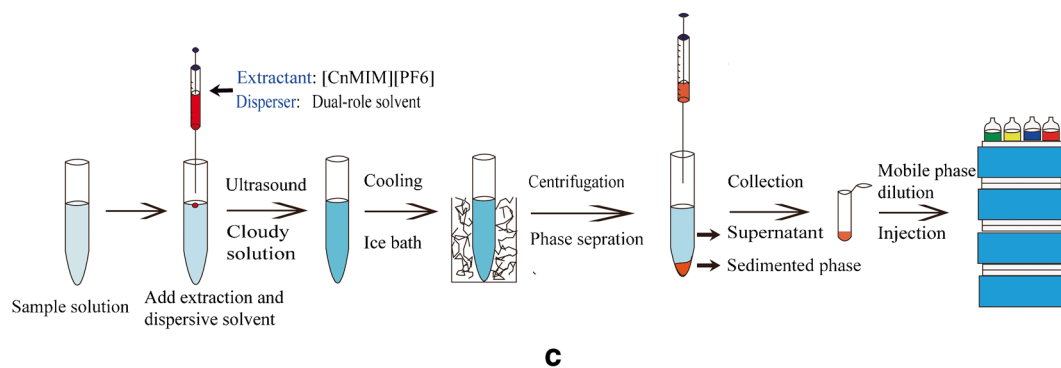 Extractant: [CnMIM][PF6]
Disperser: Dual-role solvent
Sample solution
Add extraction and
dispersive solvent
Ultrasound
Cloudy
solution
Cooling
Ice bath
Centrifugation
Phase sepration
Collection
Supernatant
Sedimented phase
Mobile phase
dilution
Injection
C